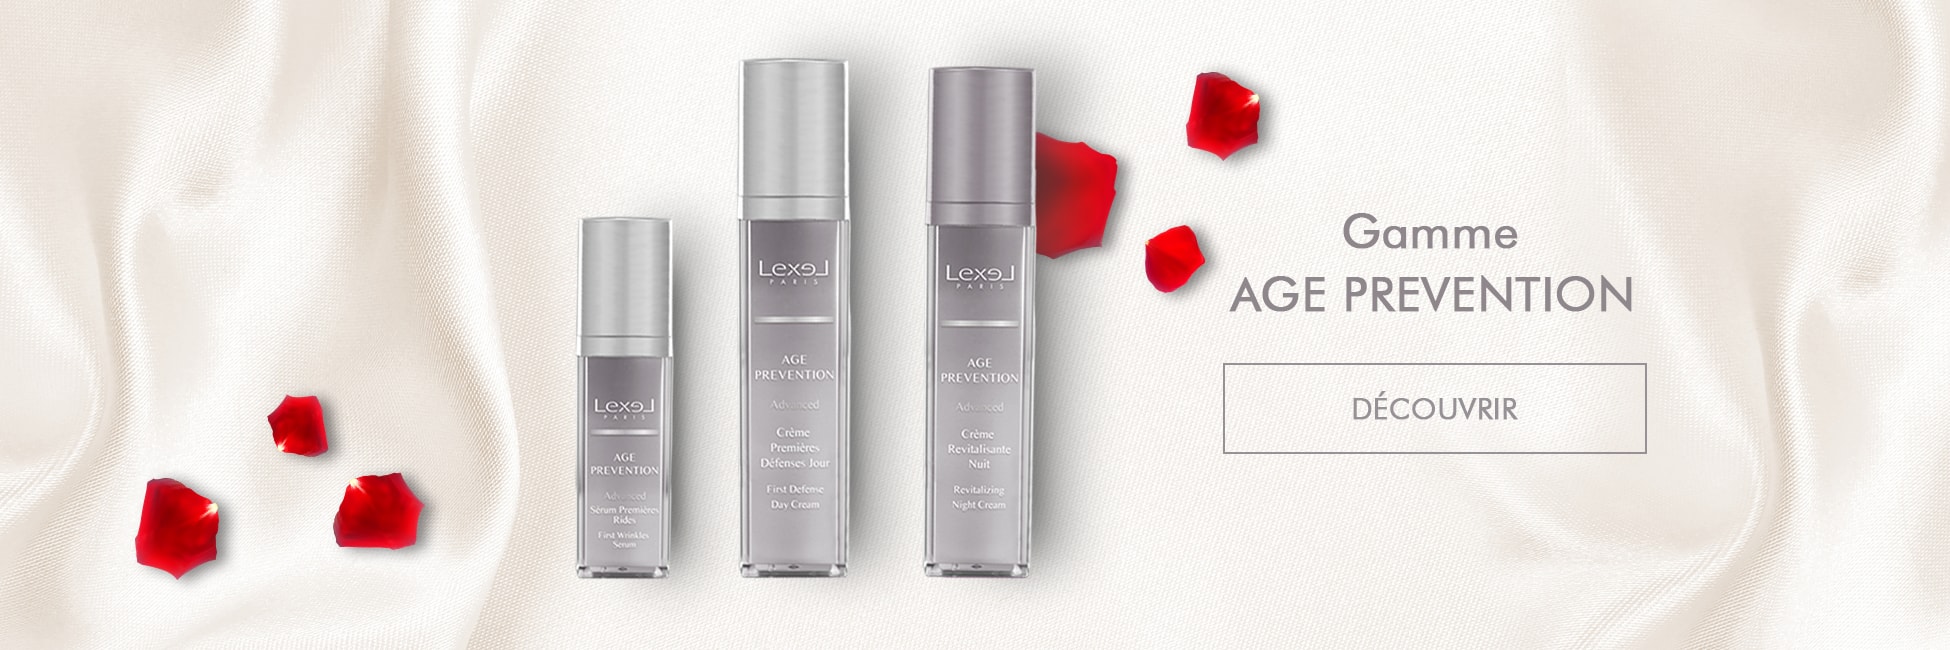 LexeL
PARIS
AGE
PREVENTION
Advanced
Sérum Premières
Rides
First Wrinkles
Serum
LexeL
PARIS
AGE
PREVENTION
Advanced
Crème
Premières
Défenses Jour
First Defense
Day Cream
LexeL
PARIS
AGE
PREVENTION
Advanced
Crème
Revitalisante
Nuit
Revitalizing
Night Cream
Gamme
AGE PREVENTION
DÉCOUVRIR